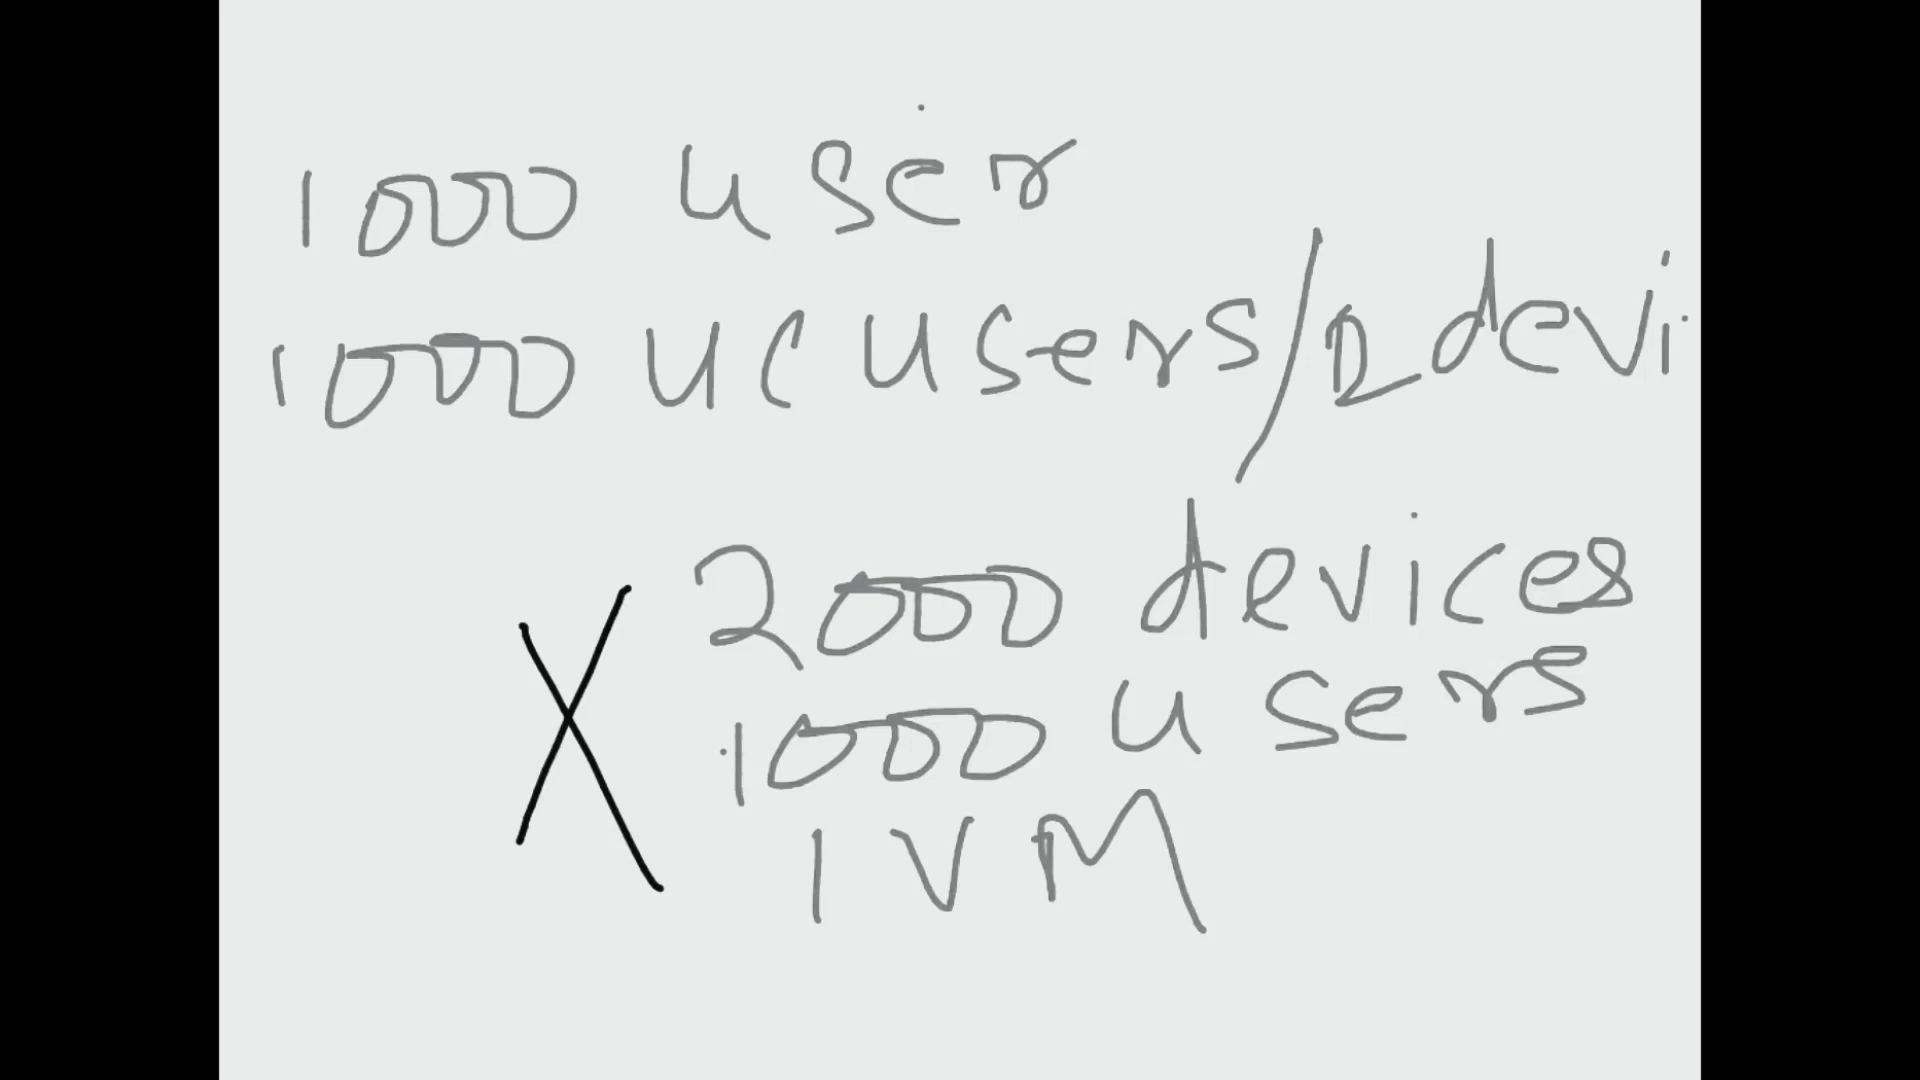 1000 user
1000 UC users/2 devi
2000 devices
1000 users
1 VM